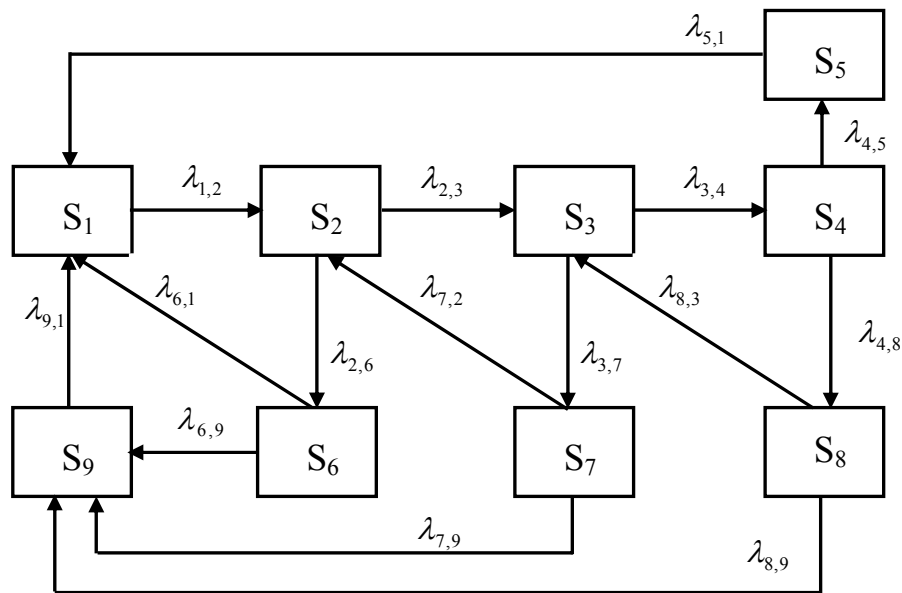 λ5,1
S5
λ4,5
λ1,2
λ2,3
λ3,4
S1
S2
S3
S4
λ9,1
λ6,1
λ7,2
λ8,3
λ2,6
λ3,7
λ4,8
λ6,9
S9
S6
S7
S8
λ7,9
λ8,9